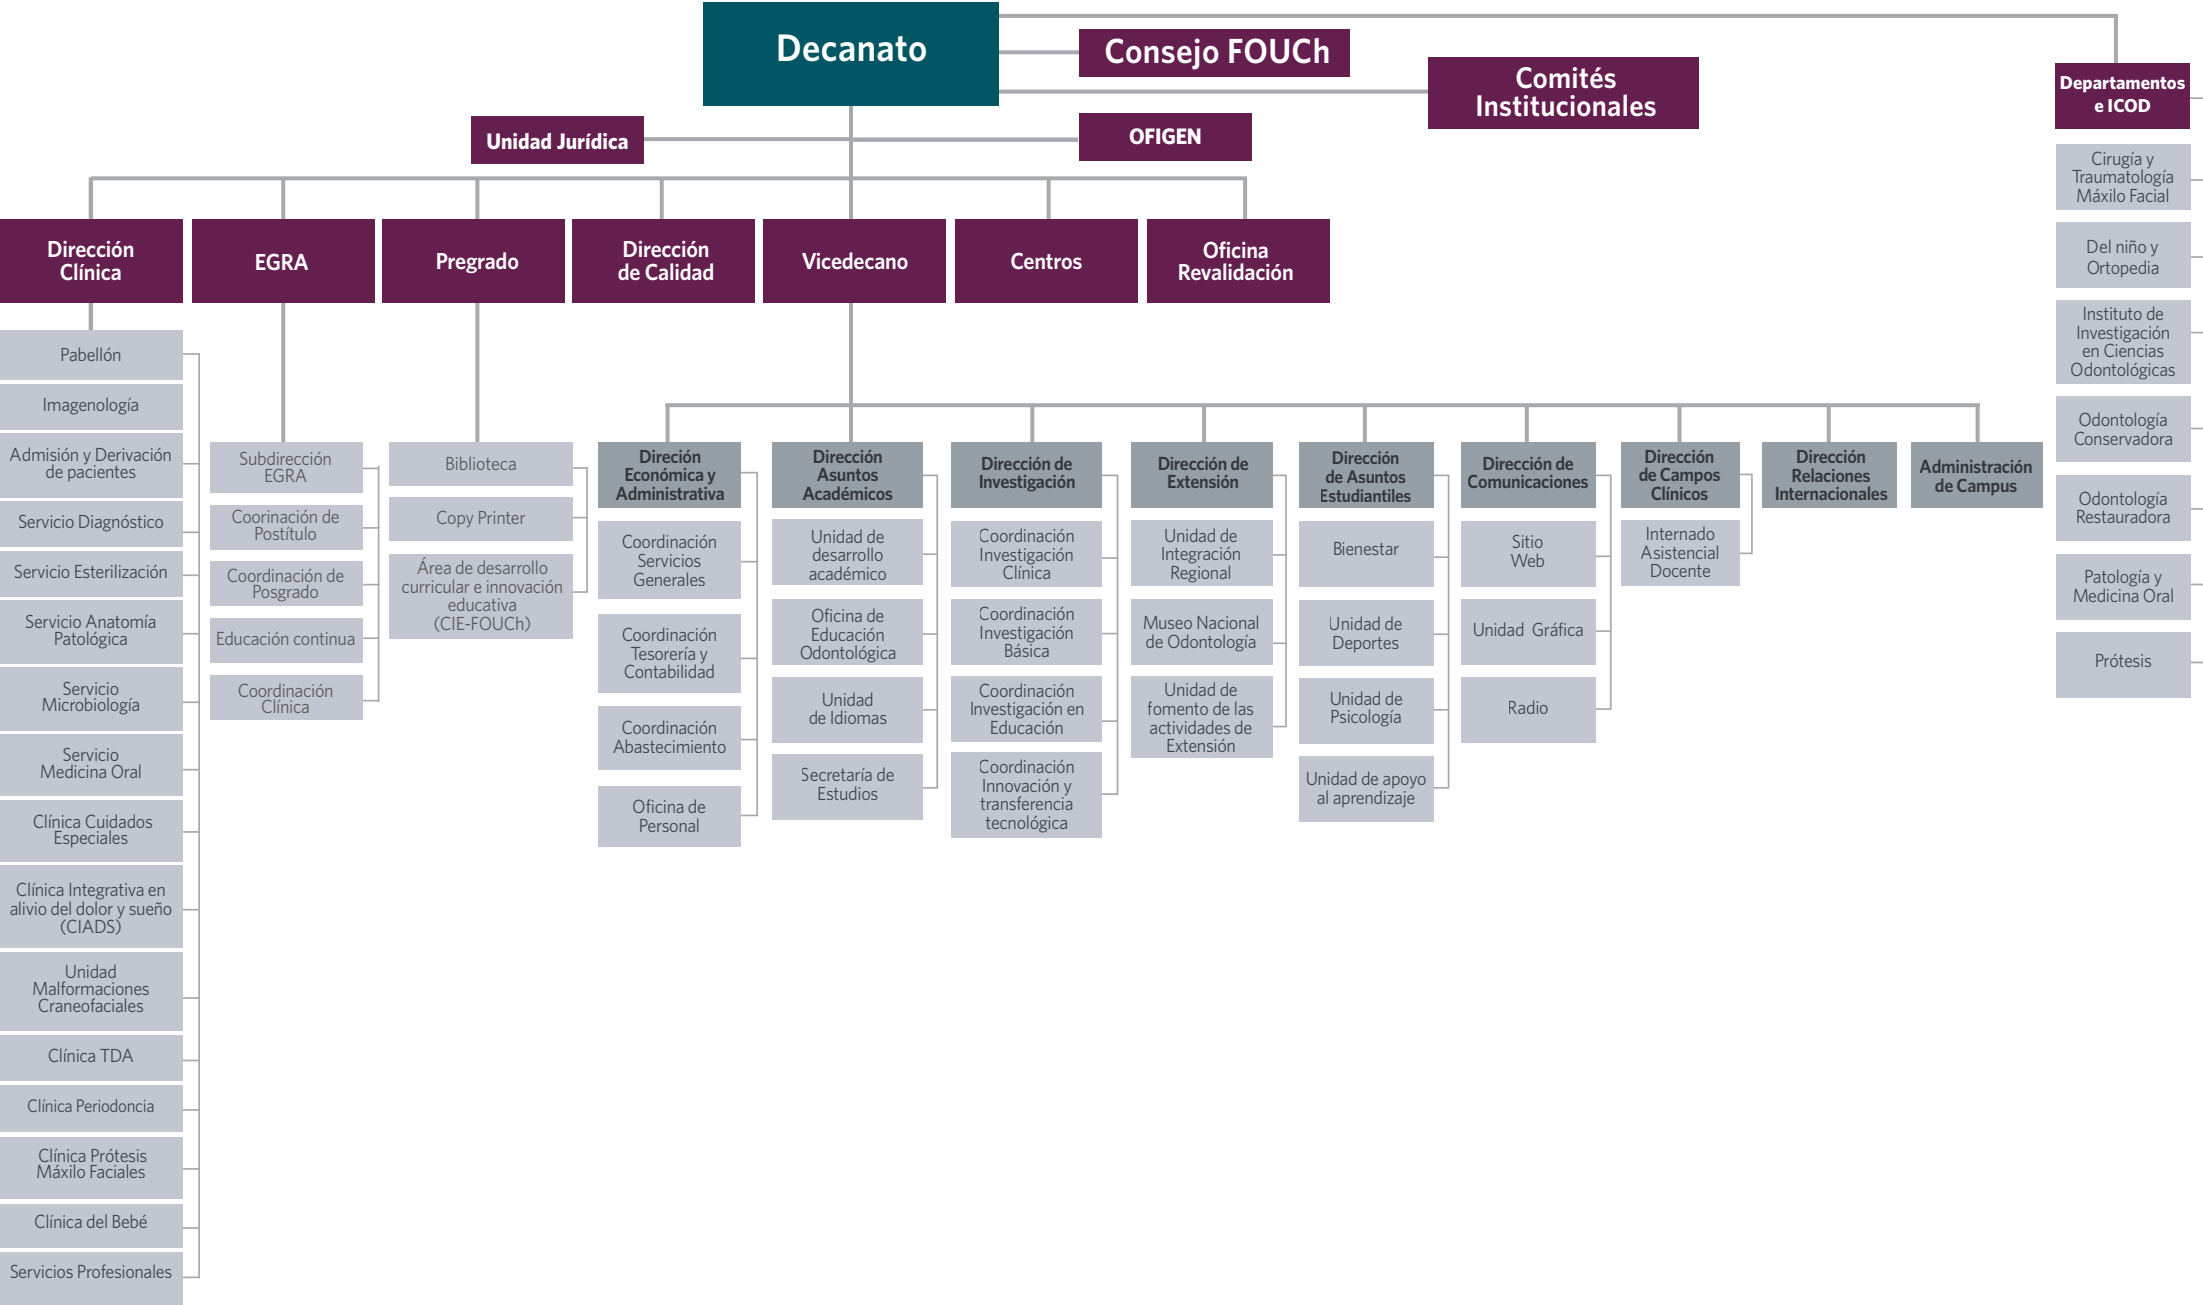 Decanato
Consejo FOUCh
Comités
Institucionales
Departamentos
e ICOD
Unidad Jurídica
OFIGEN
Cirugía y
Traumatología
Máxilo Facial
Del niño y
Ortopedia
Instituto de
Investigación
en Ciencias
Odontológicas
Odontología
Conservadora
Odontología
Restauradora
Patología y
Medicina Oral
Prótesis
Dirección
Clínica
EGRA
Pregrado
Dirección
de Calidad
Vicedecano
Centros
Oficina
Revalidación
Pabellón
Imagenología
Admisión y Derivación
de pacientes
Servicio Diagnóstico
Servicio Esterilización
Servicio Anatomía
Patológica
Servicio
Microbiología
Servicio
Medicina Oral
Clínica Cuidados
Especiales
Clínica Integrativa en
alivio del dolor y sueño
(CIADS)
Unidad
Malformaciones
Craneofaciales
Clínica TDA
Clínica Periodoncia
Clínica Prótesis
Máxilo Faciales
Clínica del Bebé
Servicios Profesionales
Subdirección
EGRA
Coorinación de
Postítulo
Coordinación de
Posgrado
Educación continua
Coordinación
Clínica
Biblioteca
Copy Printer
Área de desarrollo
curricular e innovación
educativa
(CIE-FOUCh)
Direción
Económica y
Administrativa
Coordinación
Servicios
Generales
Coordinación
Tesorería y
Contabilidad
Coordinación
Abastecimiento
Oficina de
Personal
Dirección
Asuntos
Académicos
Unidad de
desarrollo
académico
Oficina de
Educación
Odontológica
Unidad
de Idiomas
Secretaría de
Estudios
Dirección de
Investigación
Coordinación
Investigación
Clínica
Coordinación
Investigación
Básica
Coordinación
Investigación en
Educación
Coordinación
Innovación y
transferencia
tecnológica
Dirección de
Extensión
Unidad de
Integración
Regional
Museo Nacional
de Odontología
Unidad de
fomento de las
actividades de
Extensión
Dirección
de Asuntos
Estudiantiles
Bienestar
Unidad de
Deportes
Unidad de
Psicología
Unidad de apoyo
al aprendizaje
Dirección de
Comunicaciones
Sitio
Web
Unidad Gráfica
Radio
Dirección
de Campos
Clínicos
Internado
Asistencial
Docente
Dirección
Relaciones
Internacionales
Administración
de Campus